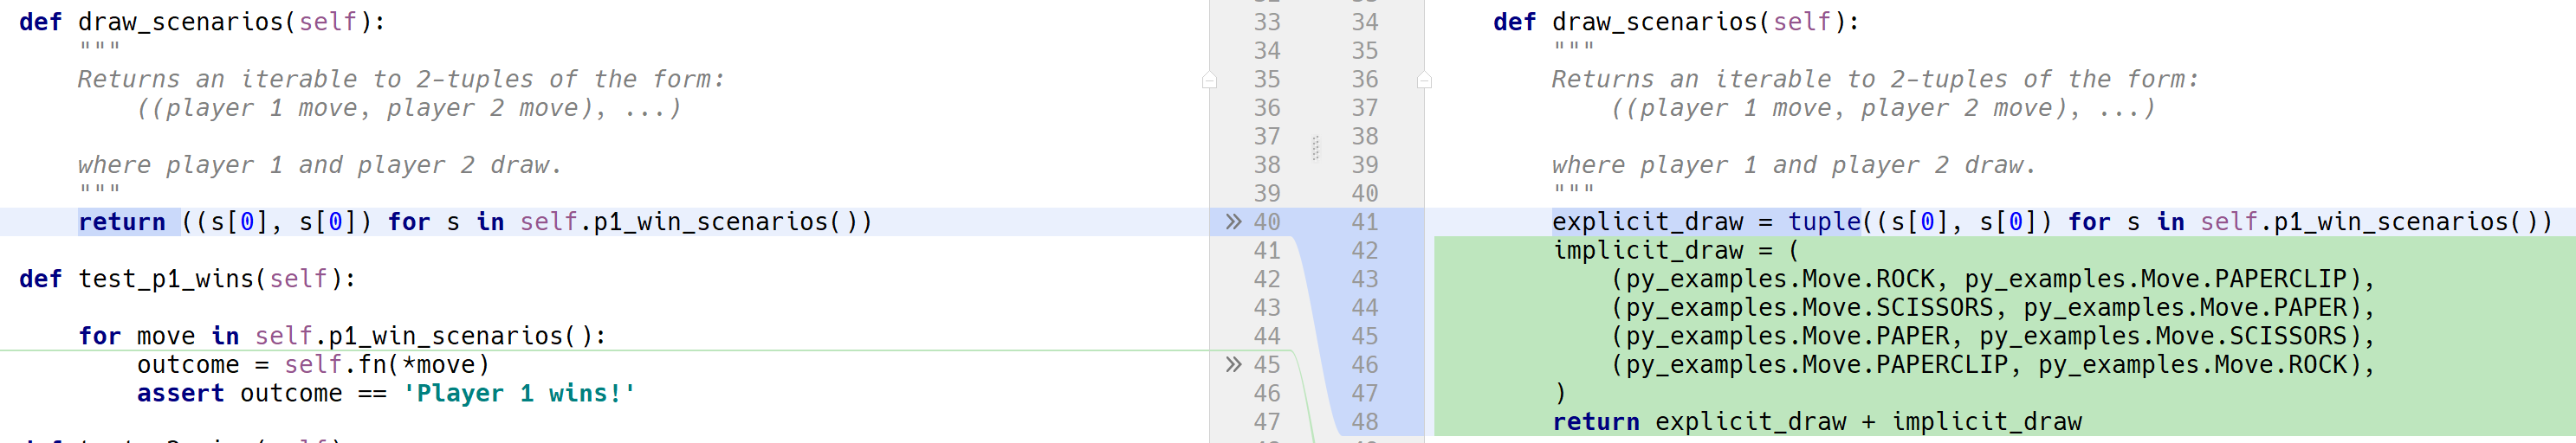 def draw_scenarios(self):
    """
    Returns an iterable to 2-tuples of the form:
        ((player 1 move, player 2 move), ...)

    where player 1 and player 2 draw.
    """
    return ((s[0], s[0]) for s in self.p1_win_scenarios())

def test_p1_wins(self):

    for move in self.p1_win_scenarios():
        outcome = self.fn(*move)
        assert outcome == 'Player 1 wins!'
33 34
34 35
35 36
36 37
37 38
38 39
39 40
» 40 41
41 42
42 43
43 44
44 45
» 45 46
46 47
47 48
def draw_scenarios(self):
    """
    Returns an iterable to 2-tuples of the form:
        ((player 1 move, player 2 move), ...)

    where player 1 and player 2 draw.
    """
    explicit_draw = tuple((s[0], s[0]) for s in self.p1_win_scenarios())
    implicit_draw = (
        (py_examples.Move.ROCK, py_examples.Move.PAPERCLIP),
        (py_examples.Move.SCISSORS, py_examples.Move.PAPER),
        (py_examples.Move.PAPER, py_examples.Move.SCISSORS),
        (py_examples.Move.PAPERCLIP, py_examples.Move.ROCK),
    )
    return explicit_draw + implicit_draw